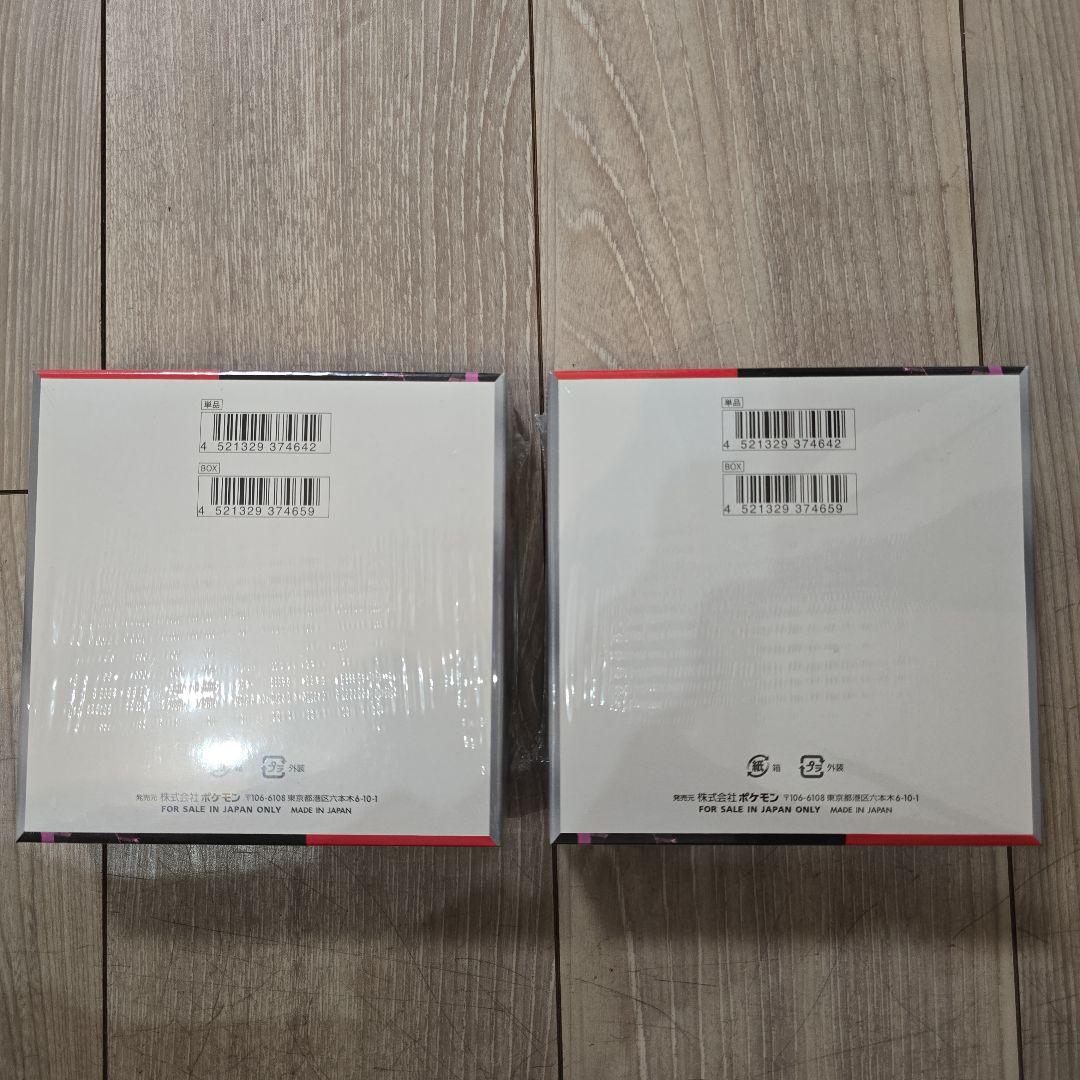 単品
4 521329 374642
BOX
4 521329 374659
プラ 外装
発売元 株式会社ポケモン 〒106-6108 東京都港区六本木6-10-1
FOR SALE IN JAPAN ONLY MADE IN JAPAN
単品
4 521329 374642
BOX
4 521329 374659
紙 箱 プラ 外装
発売元 株式会社ポケモン 〒106-6108 東京都港区六本木6-10-1
FOR SALE IN JAPAN ONLY MADE IN JAPAN